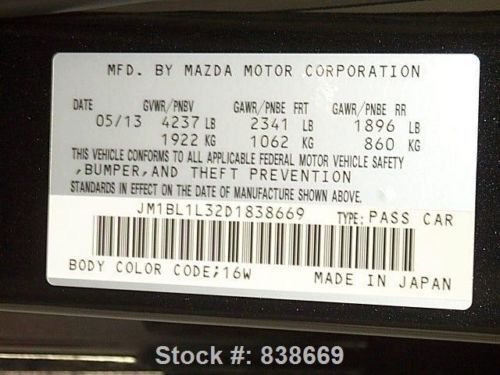 MFD. BY MAZDA MOTOR CORPORATION
DATE GVWR/PNBV GAWR/PNBE FRT GAWR/PNBE RR
05/13 4237 LB 2341 LB 1896 LB
1922 KG 1062 KG 860 KG
THIS VEHICLE CONFORMS TO ALL APPLICABLE FEDERAL MOTOR VEHICLE SAFETY
,BUMPER,AND THEFT PREVENTION
STANDARDS IN EFFECT ON THE DATE OF MANUFACTURE SHOWN ABOVE.
JM1BL1L32D1838669 TYPE: PASS CAR
BODY COLOR CODE;16W MADE IN JAPAN
Stock #: 838669